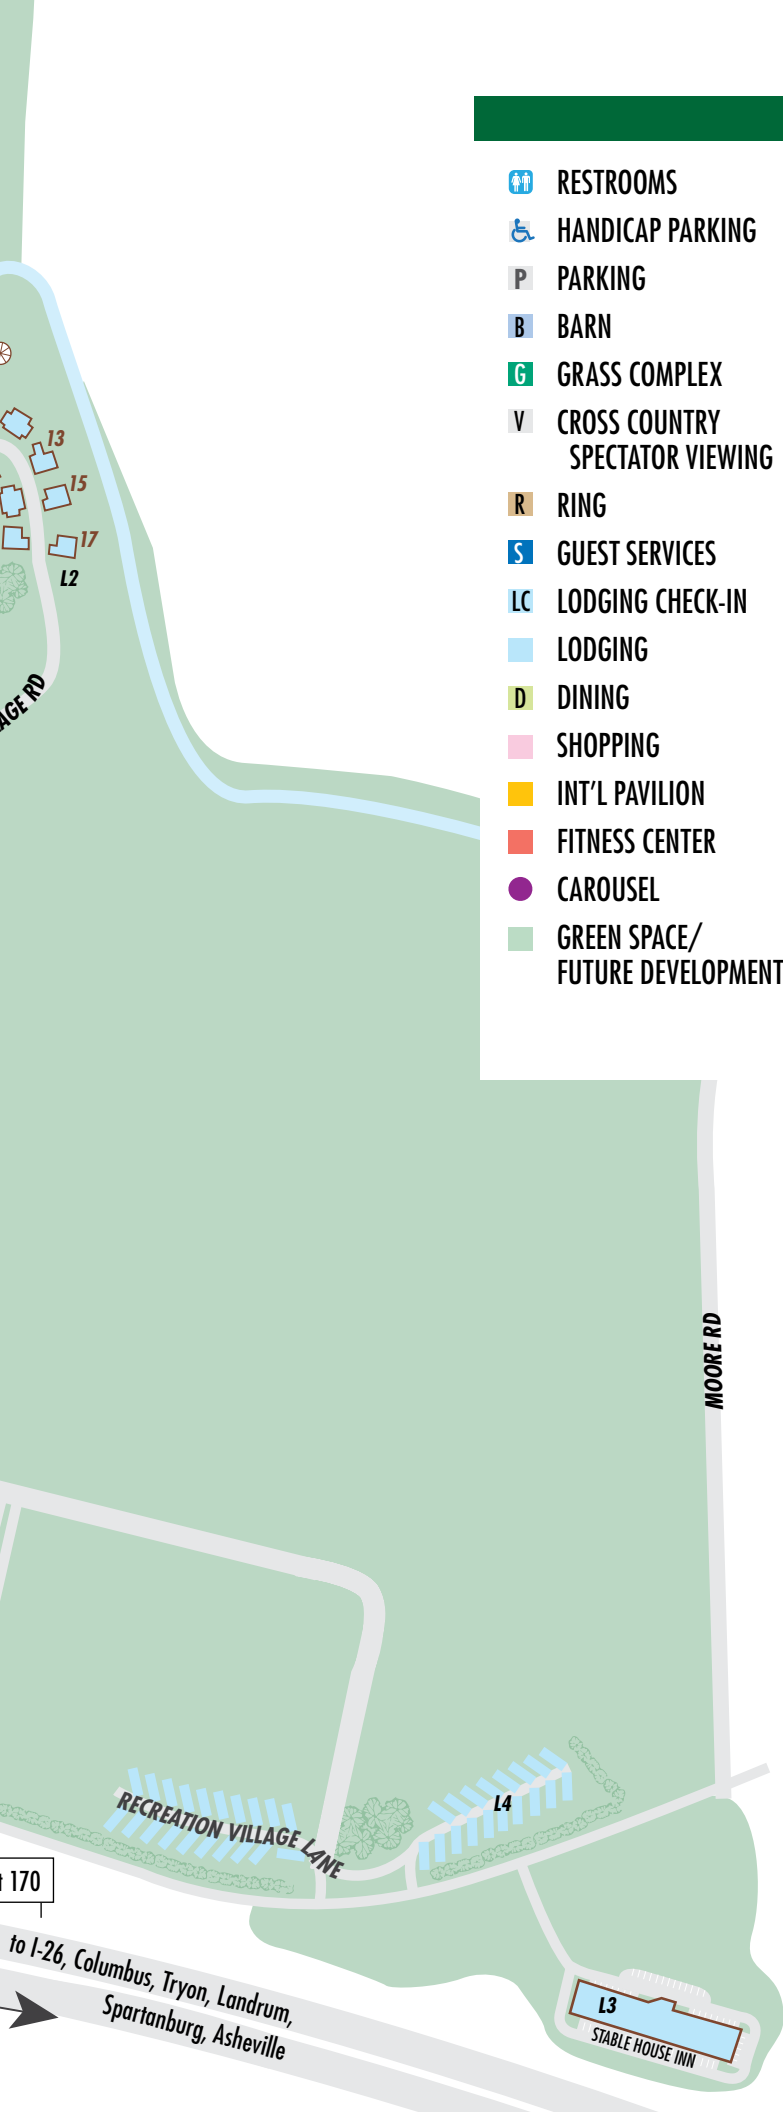 RESTROOMS
HANDICAP PARKING
P PARKING
B BARN
G GRASS COMPLEX
V CROSS COUNTRY
SPECTATOR VIEWING
R RING
S GUEST SERVICES
LC LODGING CHECK-IN
LODGING
D DINING
SHOPPING
INT'L PAVILION
FITNESS CENTER
CAROUSEL
GREEN SPACE/
FUTURE DEVELOPMENT
13
15
17
L2
AGE RD
MOORE RD
RECREATION VILLAGE LANE
L4
170
to I-26, Columbus, Tryon, Landrum,
Spartanburg, Asheville
L3
STABLE HOUSE INN